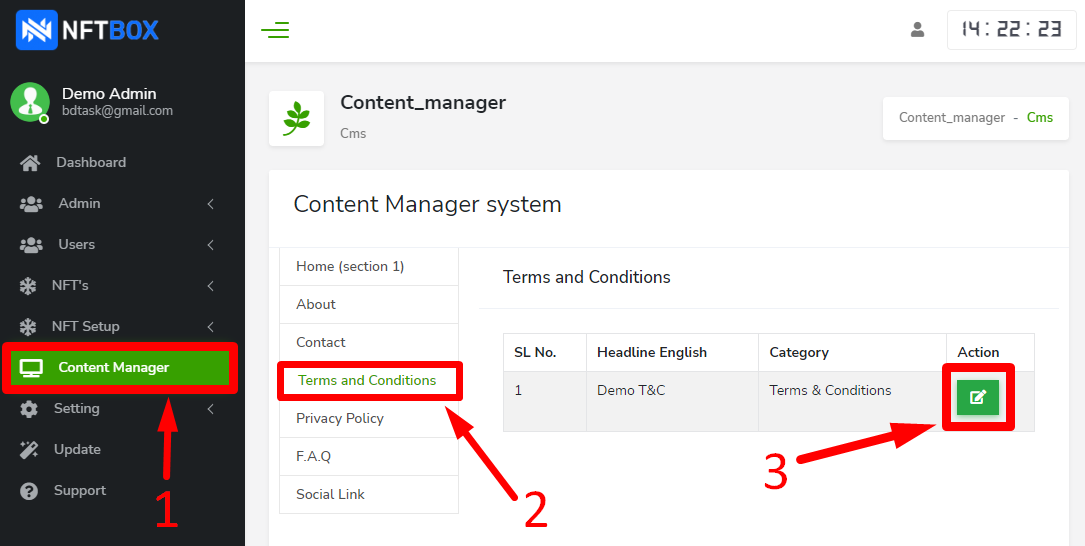 NFTBOX
14:22:23
Demo Admin
bdtask@gmail.com
Dashboard
Admin
Users
NFT's
NFT Setup
Content Manager
Setting
Update
Support
1
Content_manager
Cms
Content_manager - Cms
Content Manager system
Home (section 1)
About
Contact
Terms and Conditions
Privacy Policy
F.A.Q
Social Link
2
Terms and Conditions
SL No. Headline English Category Action
1 Demo T&C Terms & Conditions
3